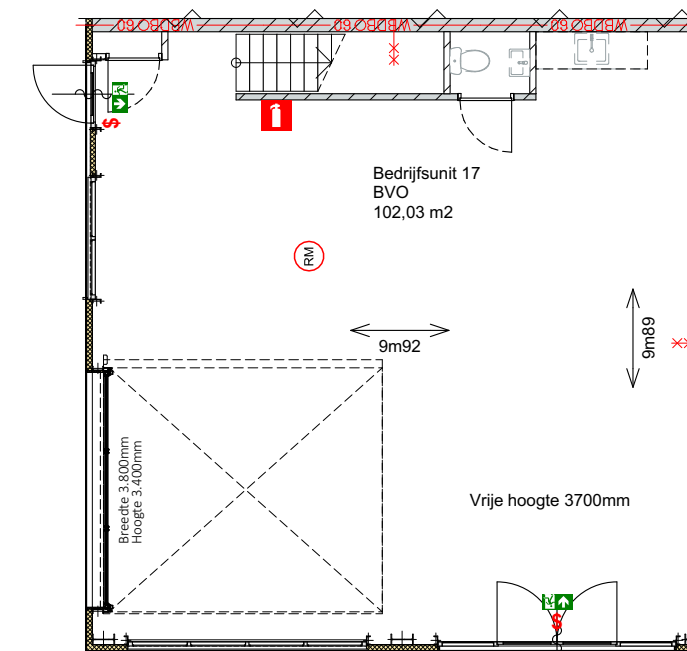 WBDBO 60
WBDBO 60
WBDBO 60
Bedrijfsunit 17
BVO
102,03 m2
RM
9m92
9m89
Breedte 3.800mm
Hoogte 3.400mm
Vrije hoogte 3700mm